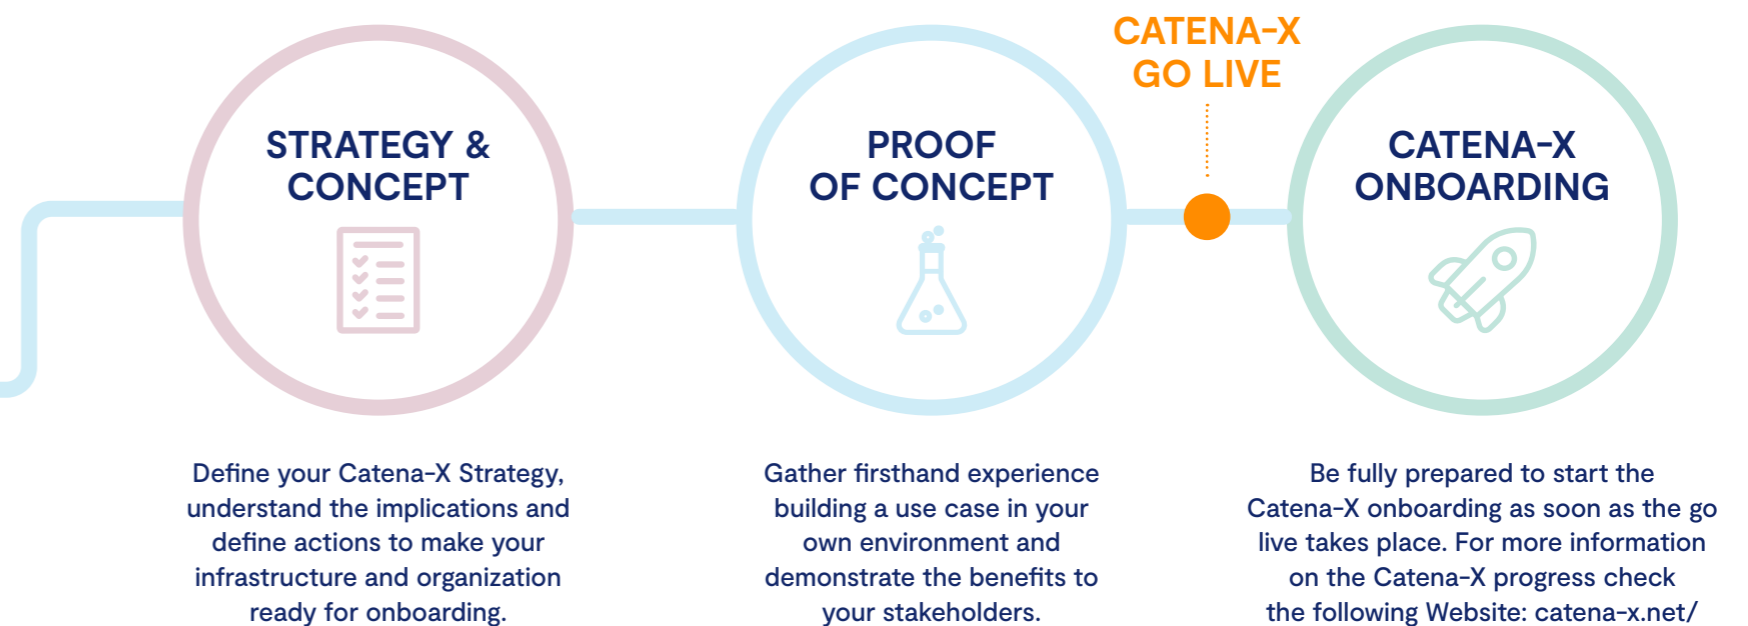 CATENA-X
GO LIVE
STRATEGY &
CONCEPT
PROOF
OF CONCEPT
CATENA-X
ONBOARDING
Define your Catena-X Strategy,
understand the implications and
define actions to make your
infrastructure and organization
ready for onboarding.
Gather firsthand experience
building a use case in your
own environment and
demonstrate the benefits to
your stakeholders.
Be fully prepared to start the
Catena-X onboarding as soon as the go
live takes place. For more information
on the Catena-X progress check
the following Website: catena-x.net/